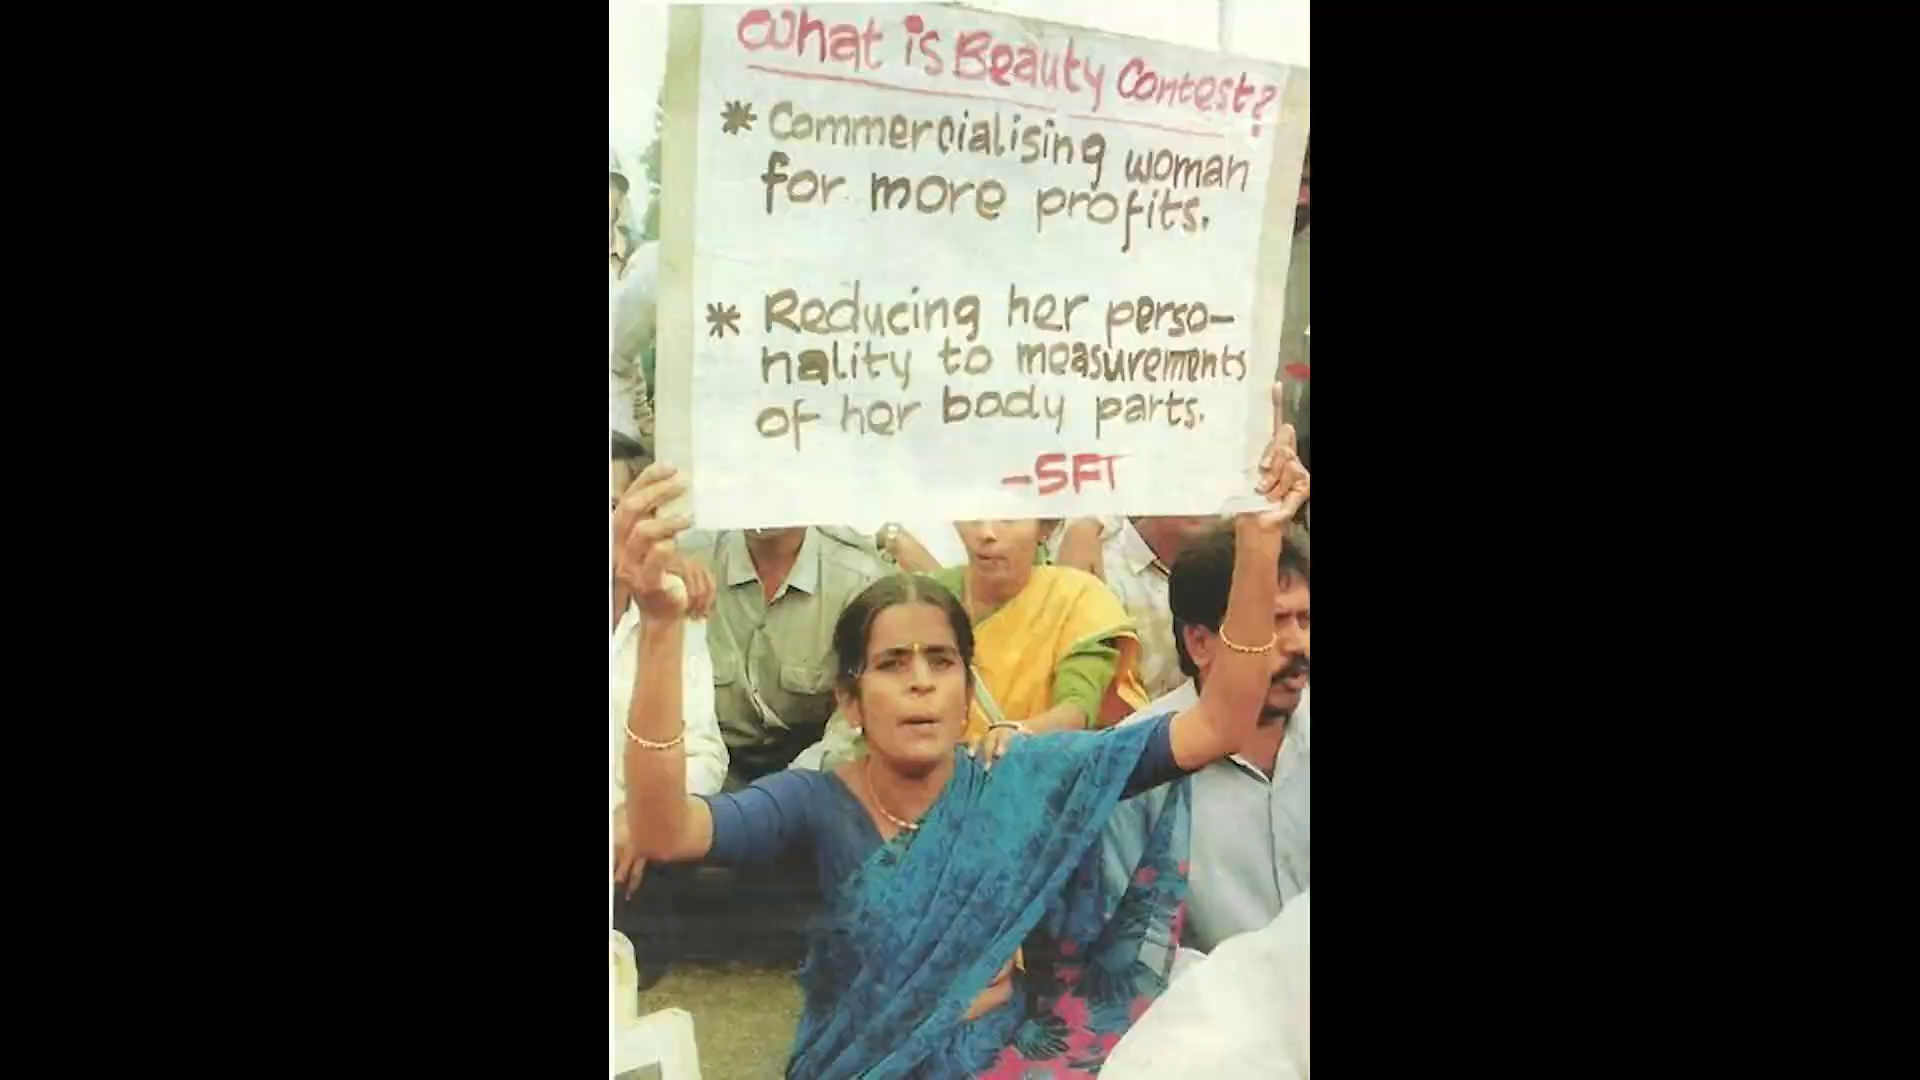 What is Beauty Contest?
* Commercialising woman
for more profits.
* Reducing her perso-
nality to measurements
of her body parts.
-SFI